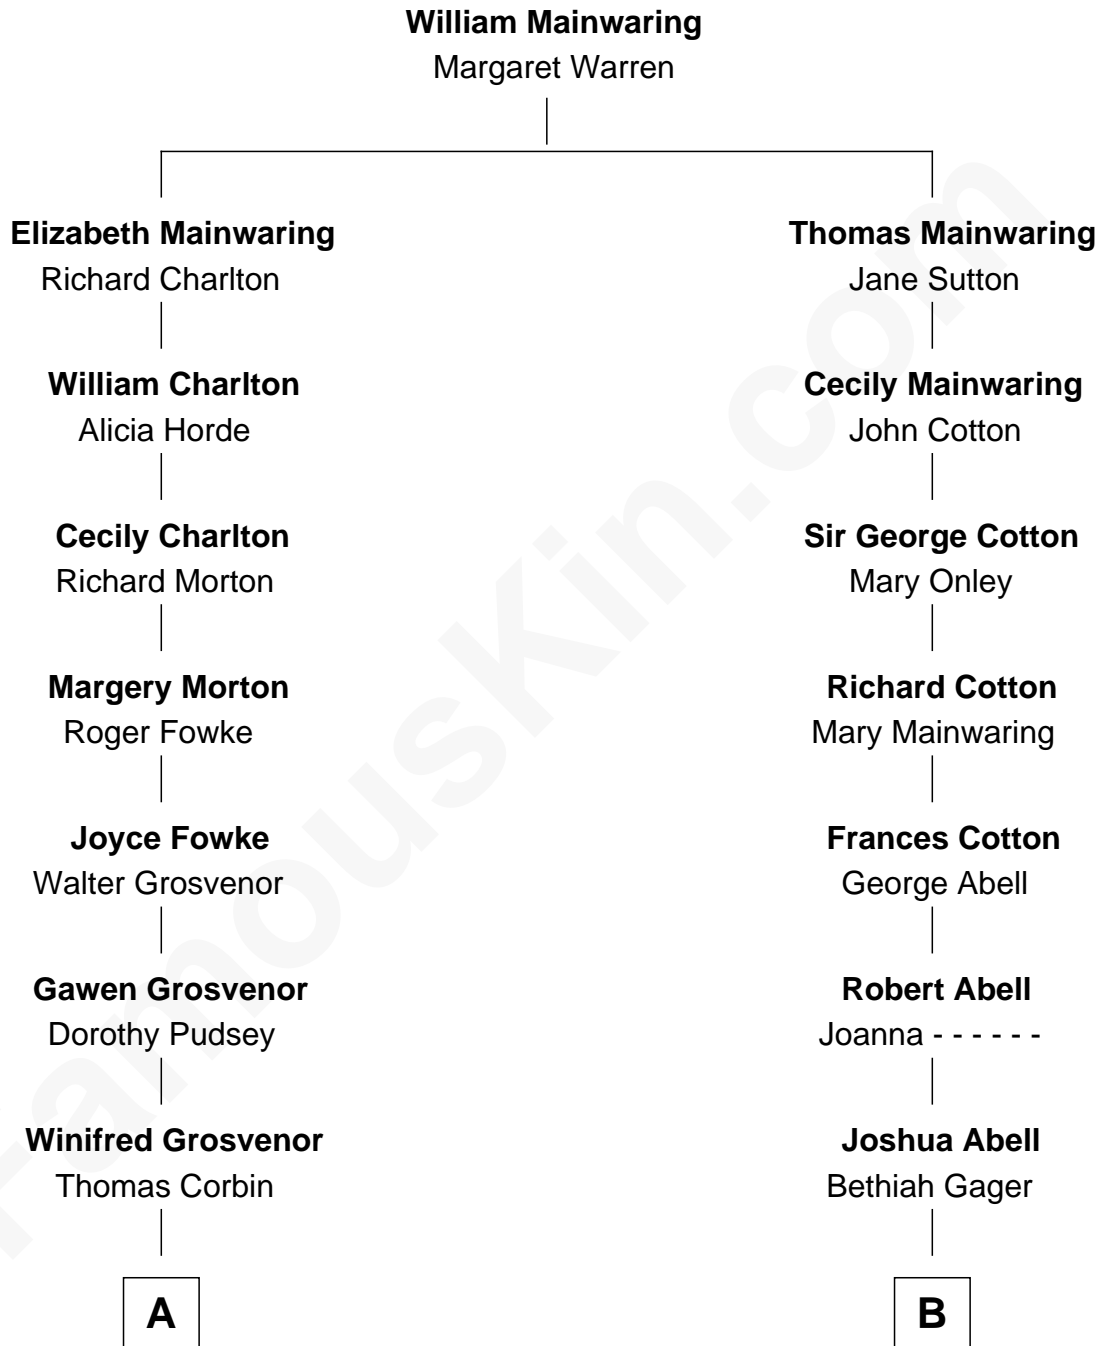 William Mainwaring
Margaret Warren
Elizabeth Mainwaring
Richard Charlton
Thomas Mainwaring
Jane Sutton
William Charlton
Alicia Horde
Cecily Mainwaring
John Cotton
Cecily Charlton
Richard Morton
Sir George Cotton
Mary Onley
Margery Morton
Roger Fowke
Richard Cotton
Mary Mainwaring
Joyce Fowke
Walter Grosvenor
Frances Cotton
George Abell
Gawen Grosvenor
Dorothy Pudsey
Robert Abell
Joanna - - - - - -
Winifred Grosvenor
Thomas Corbin
Joshua Abell
Bethiah Gager
A
B
FamousKin.com